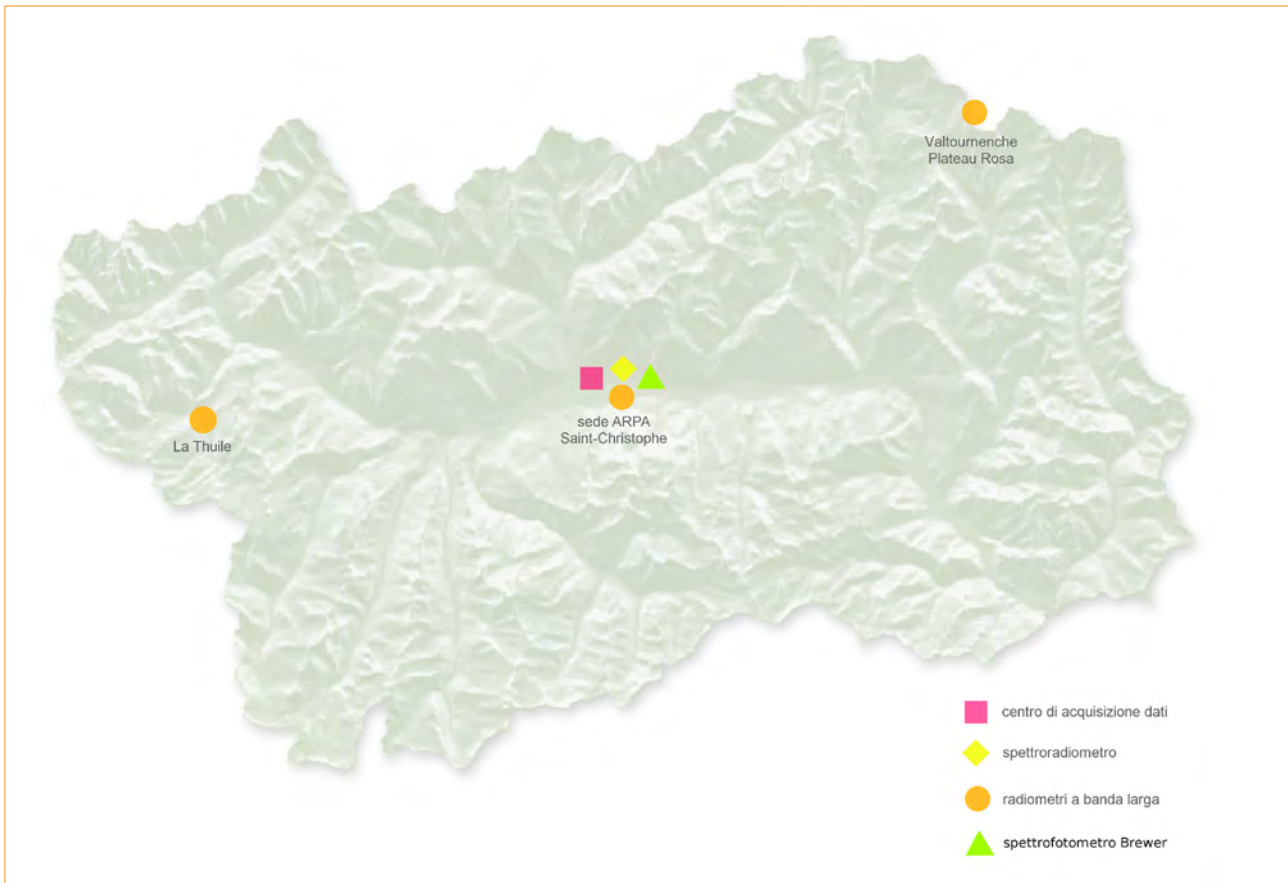 Valtournenche
Plateau Rosa
sede ARPA
Saint-Christophe
La Thuile
centro di acquisizione dati
spettroradiometro
radiometri a banda larga
spettrofotometro Brewer